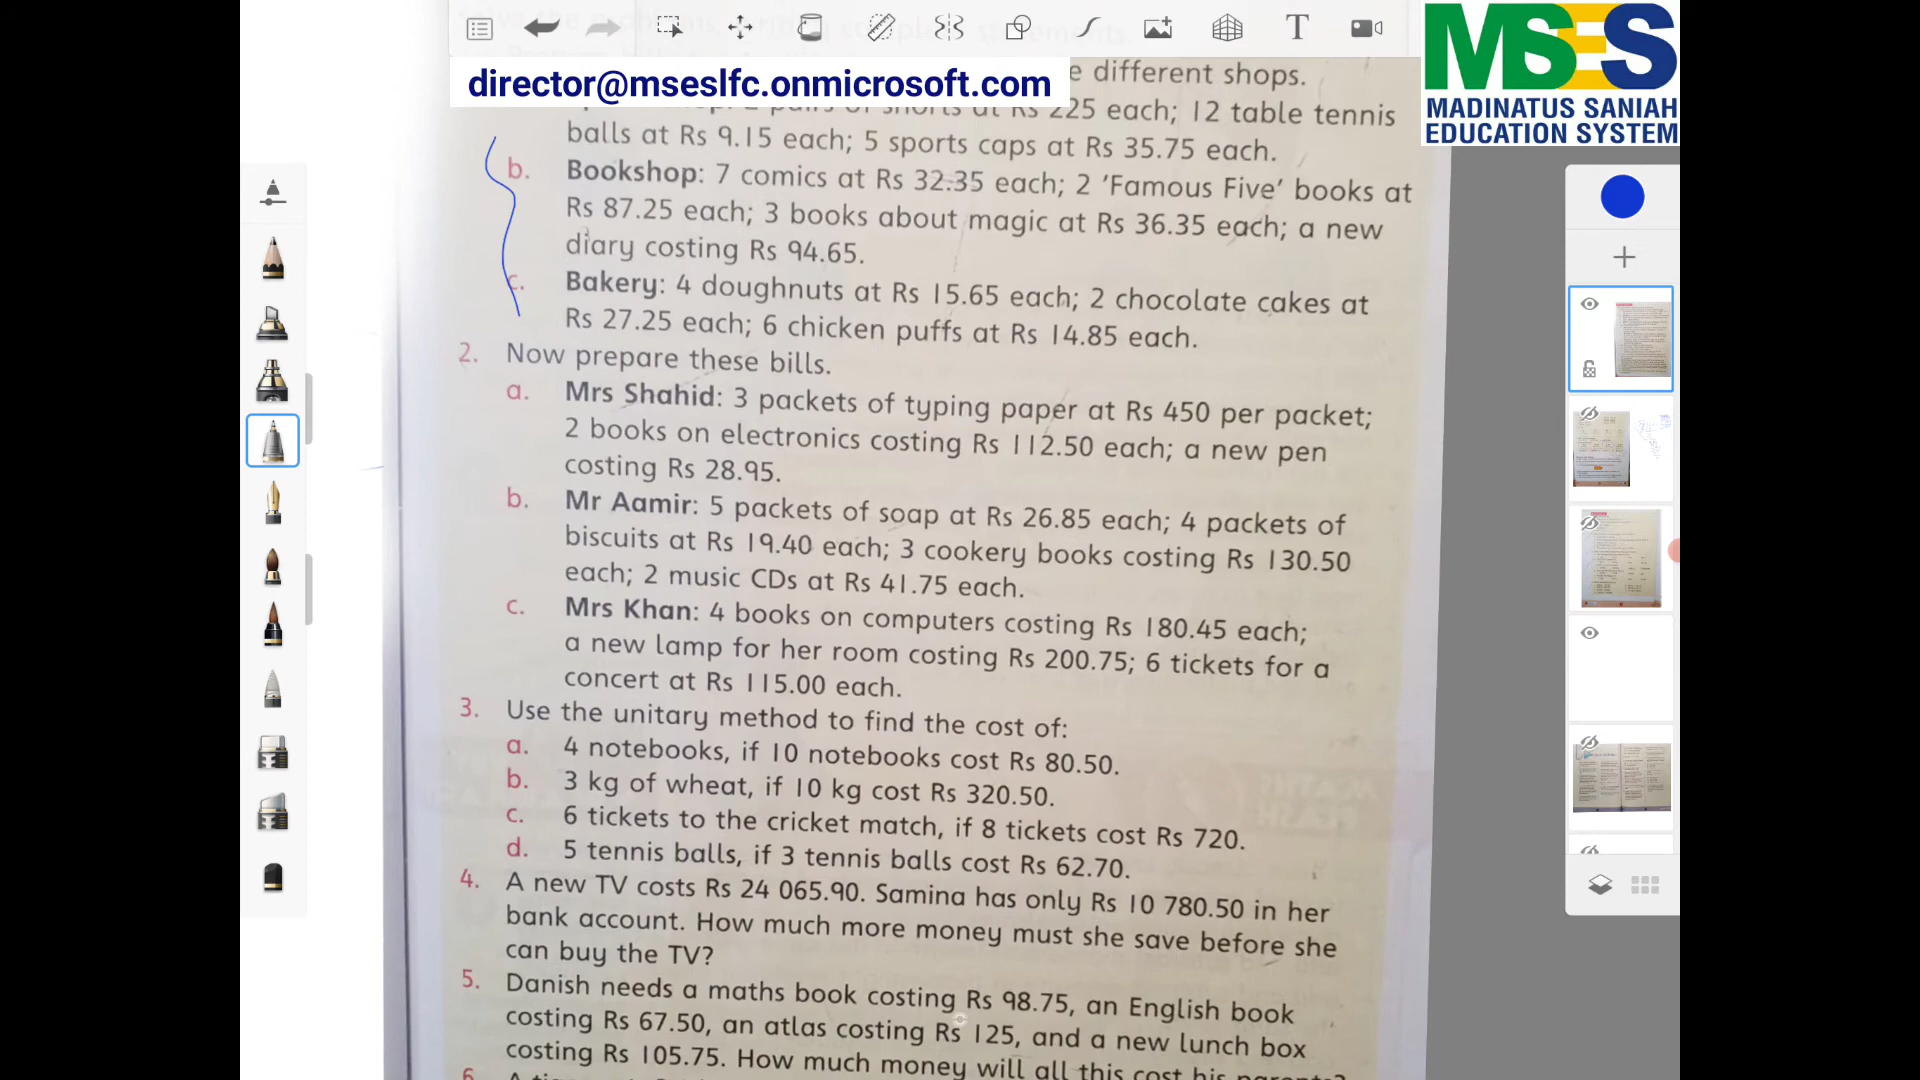 MSES
MADINATUS SANIAH
EDUCATION SYSTEM
director@mseslfc.onmicrosoft.com
e different shops.
at Rs 225 each; 12 table tennis
balls at Rs 9.15 each; 5 sports caps at Rs 35.75 each.
b. Bookshop: 7 comics at Rs 32.35 each; 2 ‘Famous Five’ books at
Rs 87.25 each; 3 books about magic at Rs 36.35 each; a new
diary costing Rs 94.65.
c. Bakery: 4 doughnuts at Rs 15.65 each; 2 chocolate cakes at
Rs 27.25 each; 6 chicken puffs at Rs 14.85 each.
2. Now prepare these bills.
a. Mrs Shahid: 3 packets of typing paper at Rs 450 per packet;
2 books on electronics costing Rs 112.50 each; a new pen
costing Rs 28.95.
b. Mr Aamir: 5 packets of soap at Rs 26.85 each; 4 packets of
biscuits at Rs 19.40 each; 3 cookery books costing Rs 130.50
each; 2 music CDs at Rs 41.75 each.
c. Mrs Khan: 4 books on computers costing Rs 180.45 each;
a new lamp for her room costing Rs 200.75; 6 tickets for a
concert at Rs 115.00 each.
3. Use the unitary method to find the cost of:
a. 4 notebooks, if 10 notebooks cost Rs 80.50.
b. 3 kg of wheat, if 10 kg cost Rs 320.50.
c. 6 tickets to the cricket match, if 8 tickets cost Rs 720.
d. 5 tennis balls, if 3 tennis balls cost Rs 62.70.
4. A new TV costs Rs 24 065.90. Samina has only Rs 10 780.50 in her
bank account. How much more money must she save before she
can buy the TV?
5. Danish needs a maths book costing Rs 98.75, an English book
costing Rs 67.50, an atlas costing Rs 125, and a new lunch box
costing Rs 105.75. How much money will all this cost his parents?